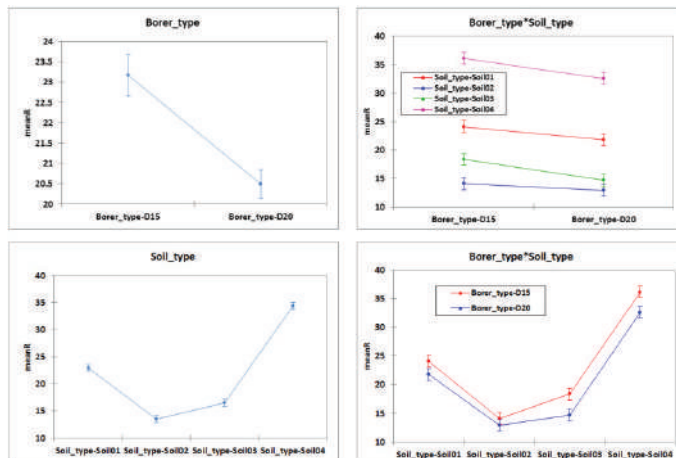 Borer_type
24
23.5
23
22.5
22
21.5
21
20.5
20
meanR
Borer_type-D15 Borer_type-D20
Borer_type*Soil_type
40
35
30
25
20
15
10
meanR
Soil_type-Soil01
Soil_type-Soil02
Soil_type-Soil03
Soil_type-Soil04
Borer_type-D15 Borer_type-D20
Soil_type
40
35
30
25
20
15
10
meanR
Soil_type-Soil01 Soil_type-Soil02 Soil_type-Soil03 Soil_type-Soil04
Borer_type*Soil_type
40
35
30
25
20
15
10
meanR
Borer_type-D15
Borer_type-D20
Soil_type-Soil01 Soil_type-Soil02 Soil_type-Soil03 Soil_type-Soil04